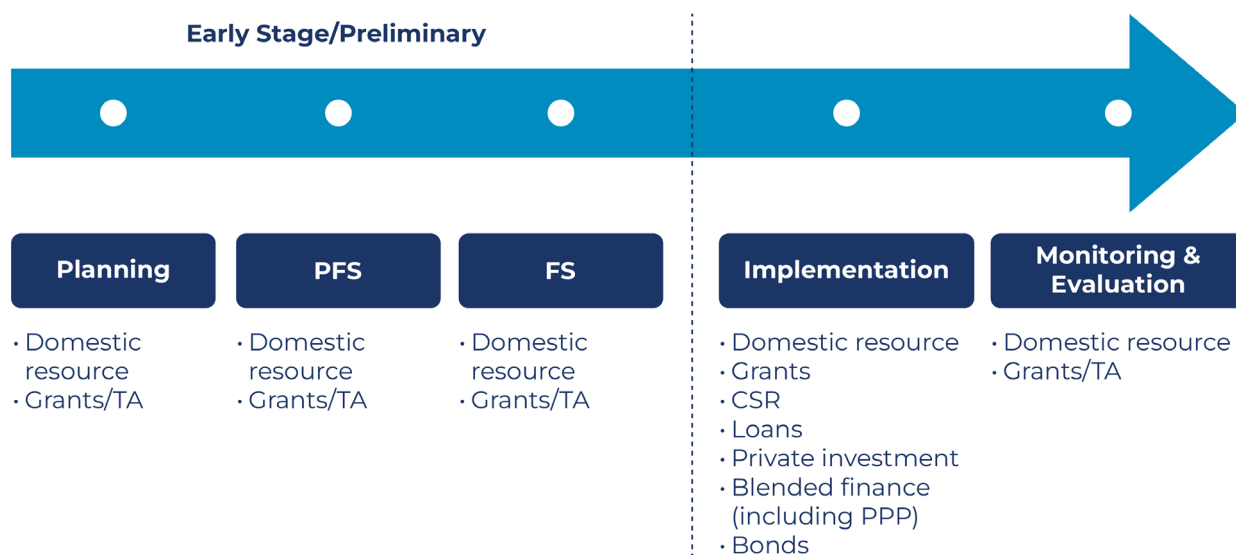 Early Stage/Preliminary
Planning
PFS
FS
Implementation
Monitoring &
Evaluation
· Domestic
resource
· Grants/TA
· Domestic
resource
· Grants/TA
· Domestic
resource
· Grants/TA
· Domestic resource
· Grants
· CSR
· Loans
· Private investment
· Blended finance
(including PPP)
· Bonds
· Domestic resource
· Grants/TA